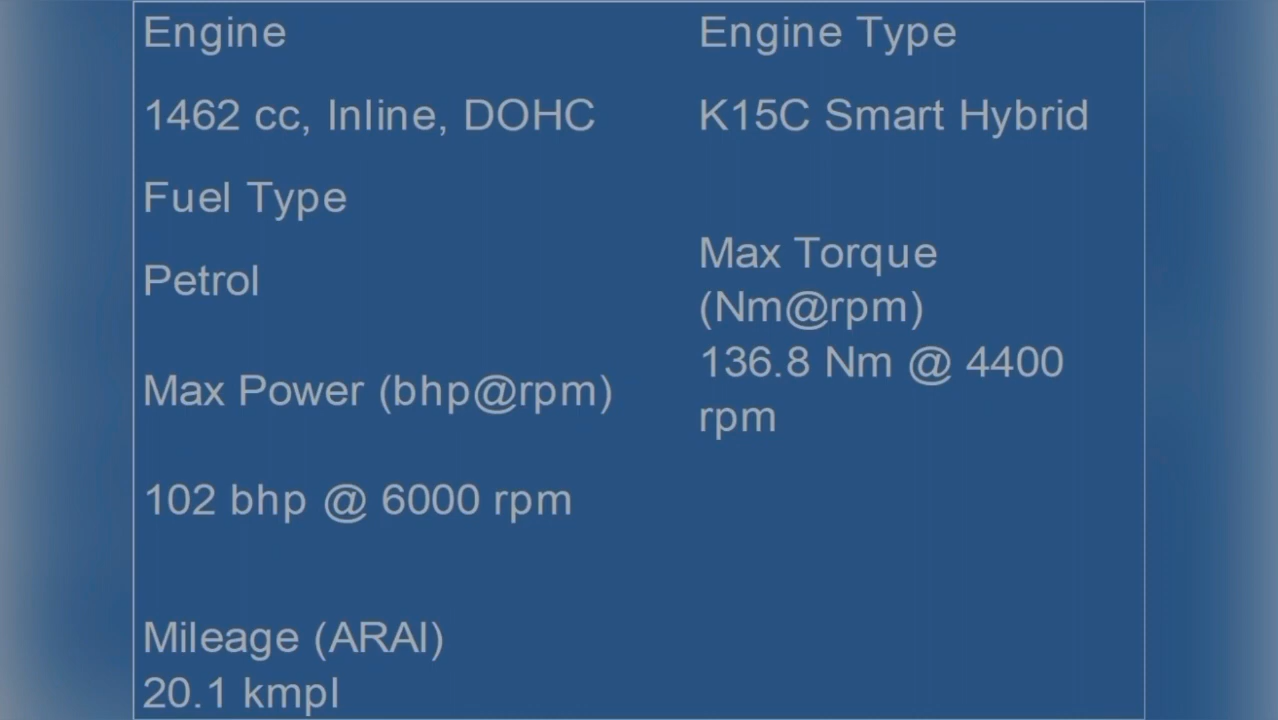 Engine
1462 cc, Inline, DOHC
Fuel Type
Petrol
Max Power (bhp@rpm)
102 bhp @ 6000 rpm
Mileage (ARAI)
20.1 kmpl
Engine Type
K15C Smart Hybrid
Max Torque
(Nm@rpm)
136.8 Nm @ 4400
rpm